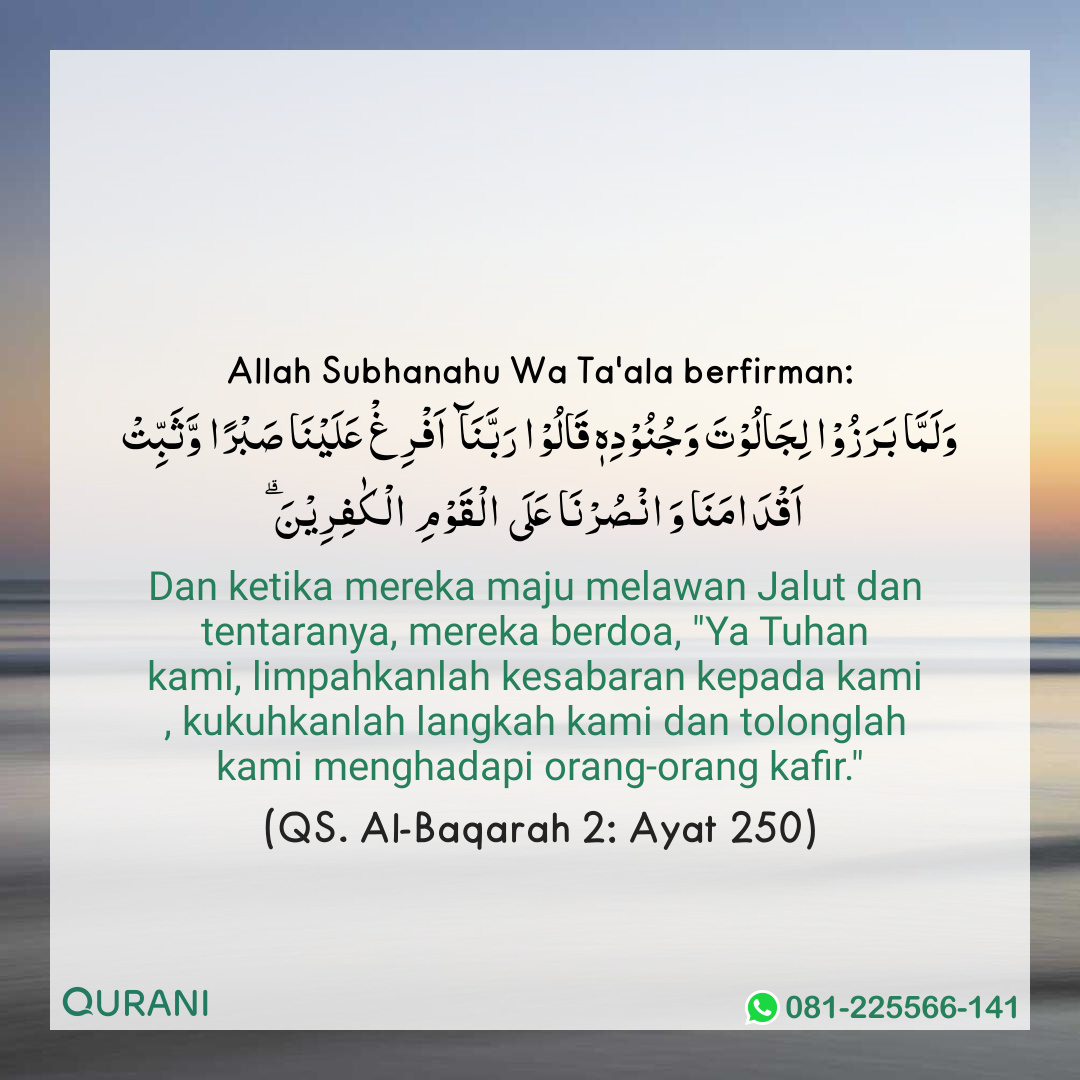 Allah Subhanahu Wa Ta'ala berfirman:
وَلَمَّا بَرَزُوْا لِجَالُوْتَ وَجُنُوْدِهٖ قَالُوْا رَبَّنَاۤ اَفْرِغْ عَلَيْنَا صَبْرًا وَّثَبِّتْ
اَقْدَامَنَا وَانْصُرْنَا عَلَى الْقَوْمِ الْکٰفِرِيْنَ ۗ
Dan ketika mereka maju melawan Jalut dan
tentaranya, mereka berdoa, "Ya Tuhan
kami, limpahkanlah kesabaran kepada kami
, kukuhkanlah langkah kami dan tolonglah
kami menghadapi orang-orang kafir."
(QS. Al-Baqarah 2: Ayat 250)
QURANI
081-225566-141